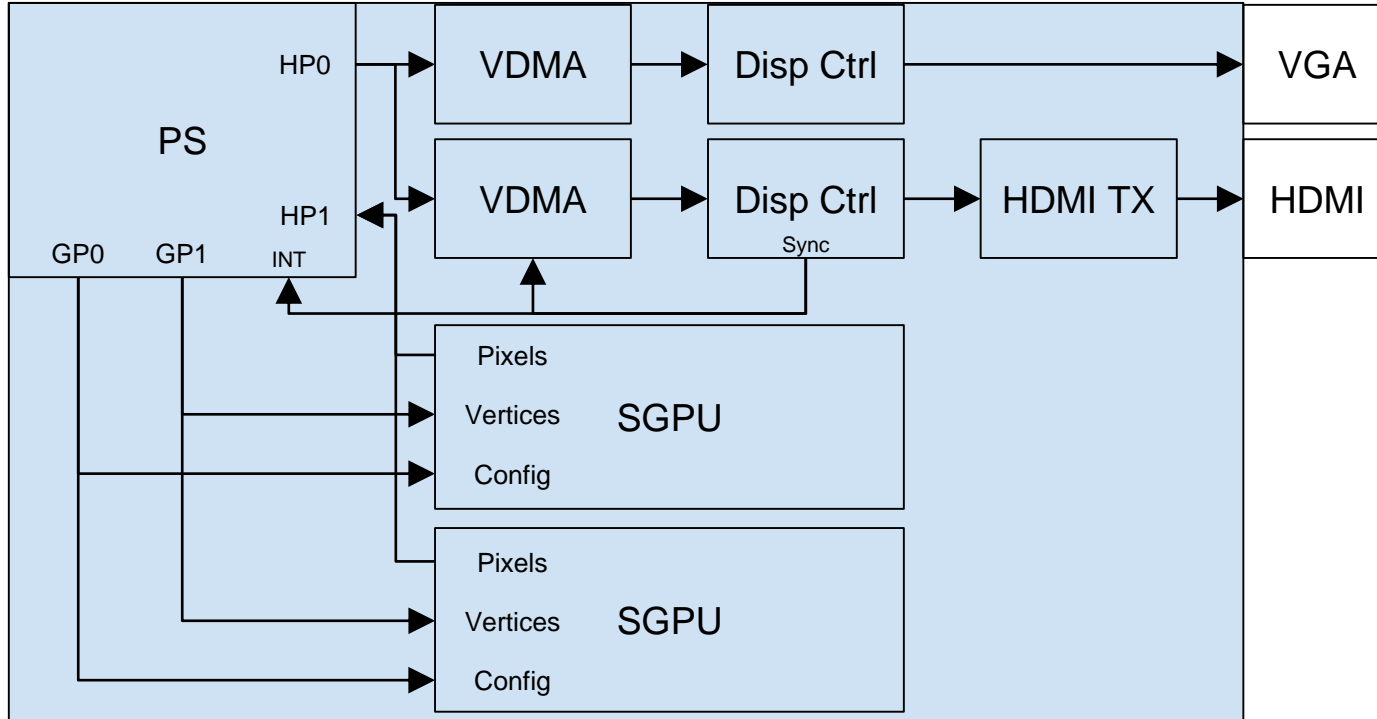 HP0
VDMA
Disp Ctrl
VGA
PS
HP1
VDMA
Disp Ctrl
Sync
HDMI TX
HDMI
GP0
GP1
INT
Pixels
Vertices
SGPU
Config
Pixels
Vertices
SGPU
Config